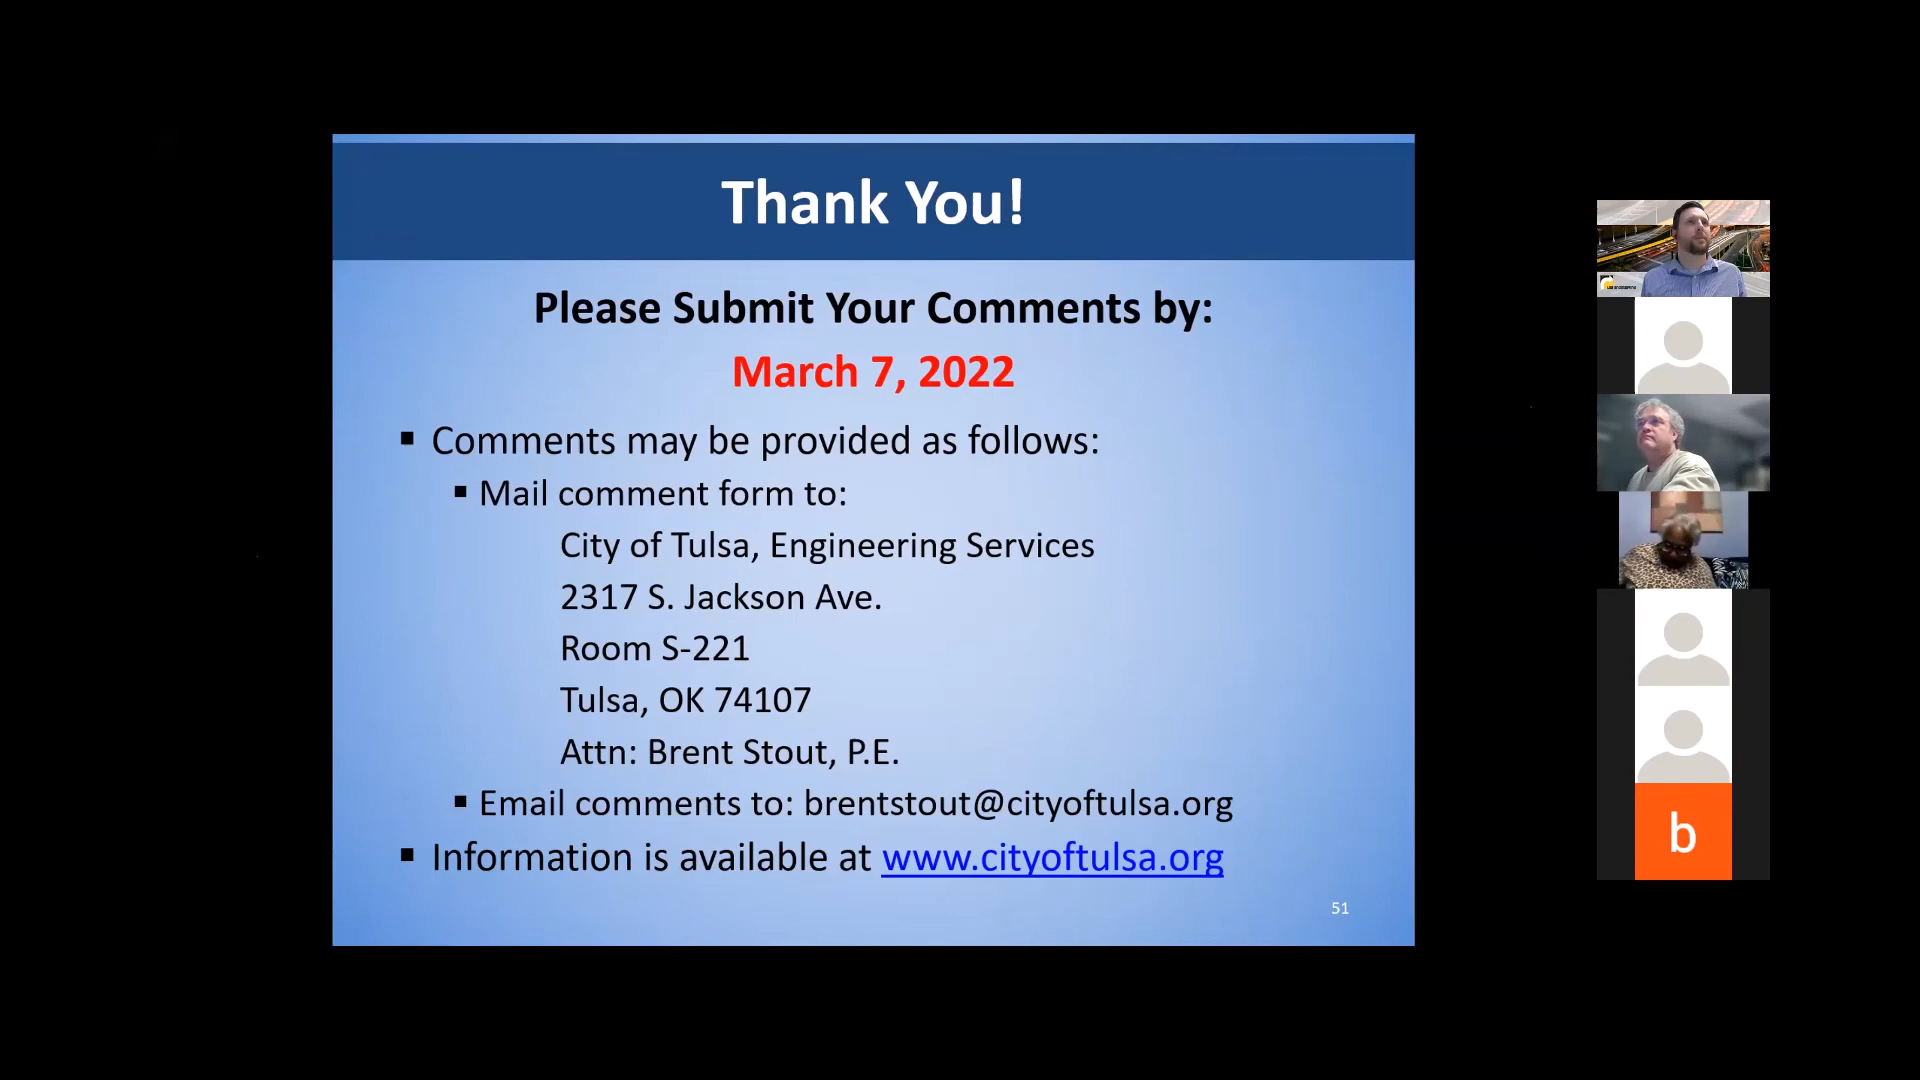 Thank You!
Please Submit Your Comments by:
March 7, 2022
▪ Comments may be provided as follows:
▪ Mail comment form to:
City of Tulsa, Engineering Services
2317 S. Jackson Ave.
Room S-221
Tulsa, OK 74107
Attn: Brent Stout, P.E.
▪ Email comments to: brentstout@cityoftulsa.org
▪ Information is available at www.cityoftulsa.org
51
b